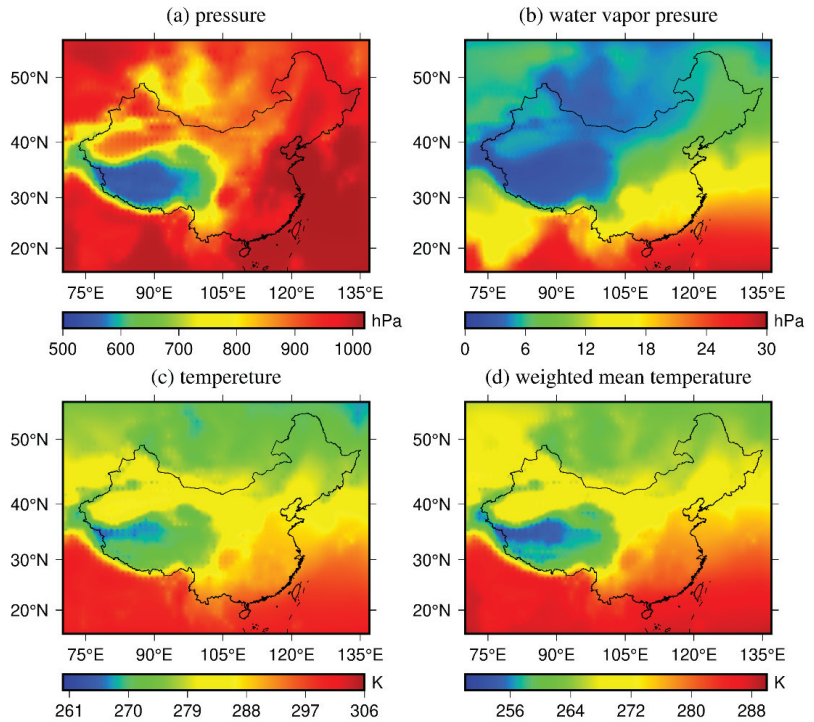 (a) pressure
(b) water vapor presure
50°N
50°N
40°N
40°N
30°N
30°N
20°N
20°N
75°E 90°E 105°E 120°E 135°E
75°E 90°E 105°E 120°E 135°E
hPa
hPa
500 600 700 800 900 1000
0 6 12 18 24 30
(c) tempereture
(d) weighted mean temperature
50°N
50°N
40°N
40°N
30°N
30°N
20°N
20°N
75°E 90°E 105°E 120°E 135°E
75°E 90°E 105°E 120°E 135°E
K
K
261 270 279 288 297 306
256 264 272 280 288